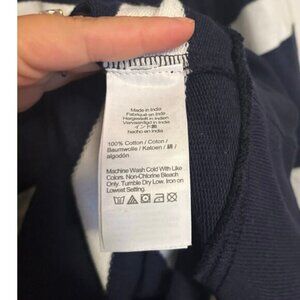 Made in India
Fabriqué en Inde
Hergestellt in Indien
Vervaardigd in India
インド製
hecho en India
100% Cotton / Coton /
Baumwolle / Katoen / 綿 /
algodón
Machine Wash Cold With Like
Colors. Non-Chlorine Bleach
Only. Tumble Dry Low. Iron on
Lowest Setting.